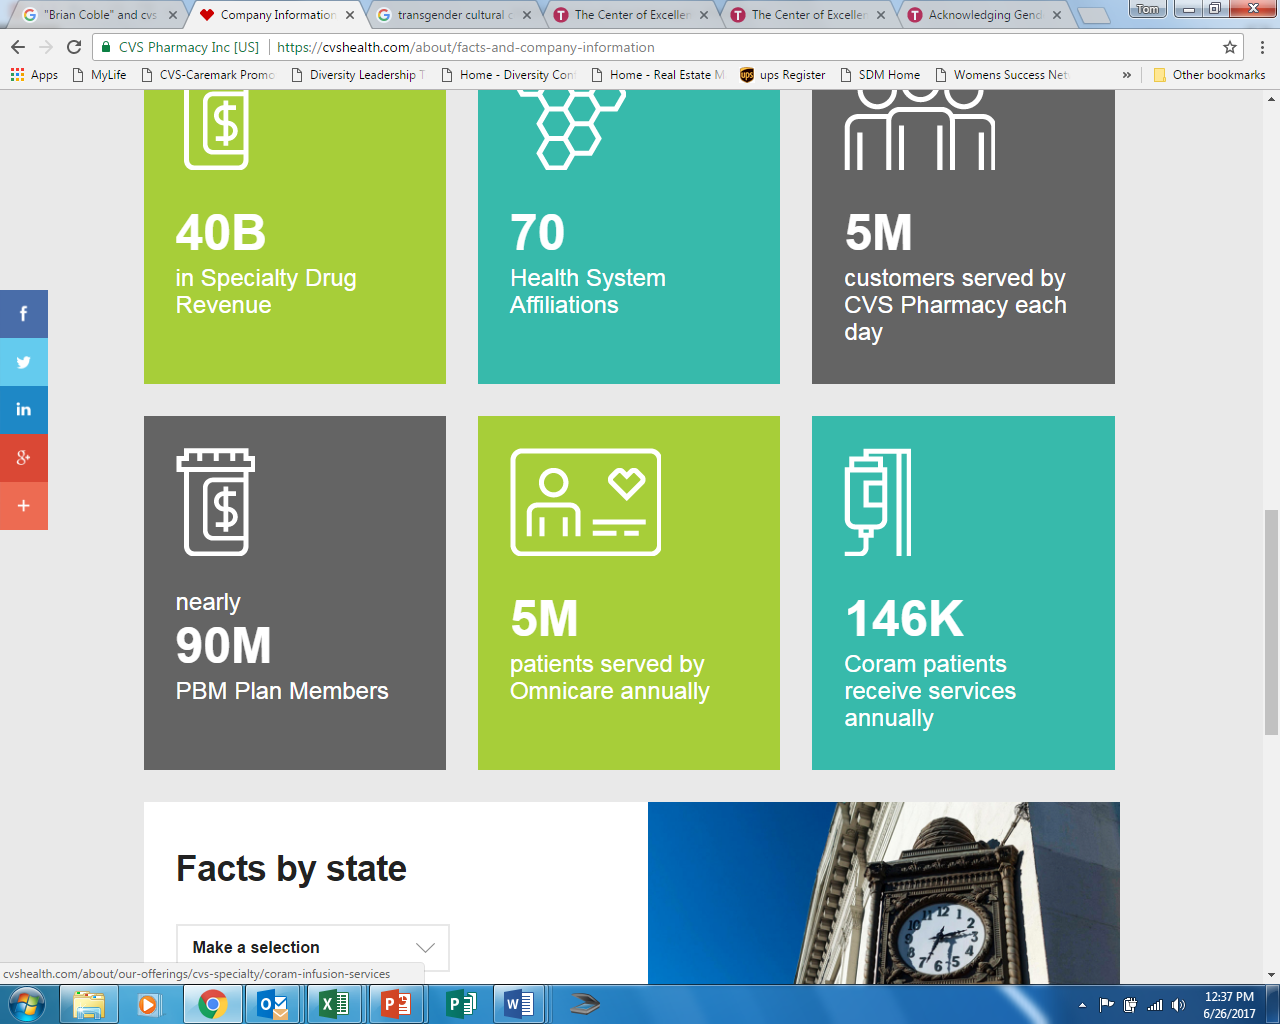 "Brian Coble" and cvs
Company Information
transgender cultural c
The Center of Excellen
The Center of Excellen
Acknowledging Gend
Tom
CVS Pharmacy Inc [US]
https://cvshealth.com/about/facts-and-company-information
Apps
MyLife
CVS-Caremark Promo
Diversity Leadership T
Home - Diversity Con
Home - Real Estate M
ups Register
SDM Home
Womens Success Net
»
Other bookmarks
40B
in Specialty Drug
Revenue
70
Health System
Affiliations
5M
customers served by
CVS Pharmacy each
day
nearly
90M
PBM Plan Members
5M
patients served by
Omnicare annually
146K
Coram patients
receive services
annually
Facts by state
Make a selection
cvshealth.com/about/our-offerings/cvs-specialty/coram-infusion-services
12:37 PM
6/26/2017